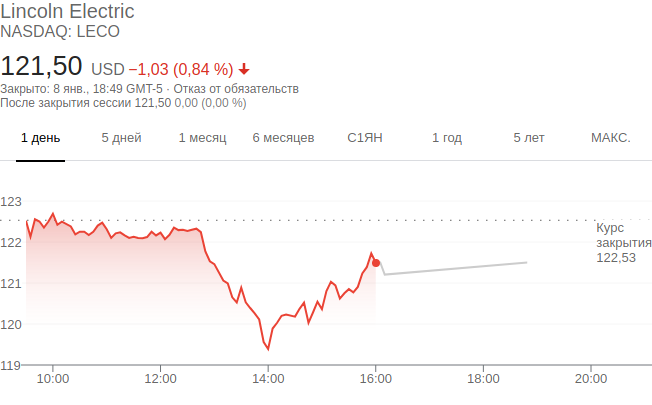 Lincoln Electric
NASDAQ: LECO
121,50 USD −1,03 (0,84 %)
Закрыто: 8 янв., 18:49 GMT-5 · Отказ от обязательств
После закрытия сессии 121,50 0,00 (0,00 %)
1 день 5 дней 1 месяц 6 месяцев С1ЯН 1 год 5 лет МАКС.
123
Курс
122
закрытия
122,53
121
120
119
10:00 12:00 14:00 16:00 18:00 20:00